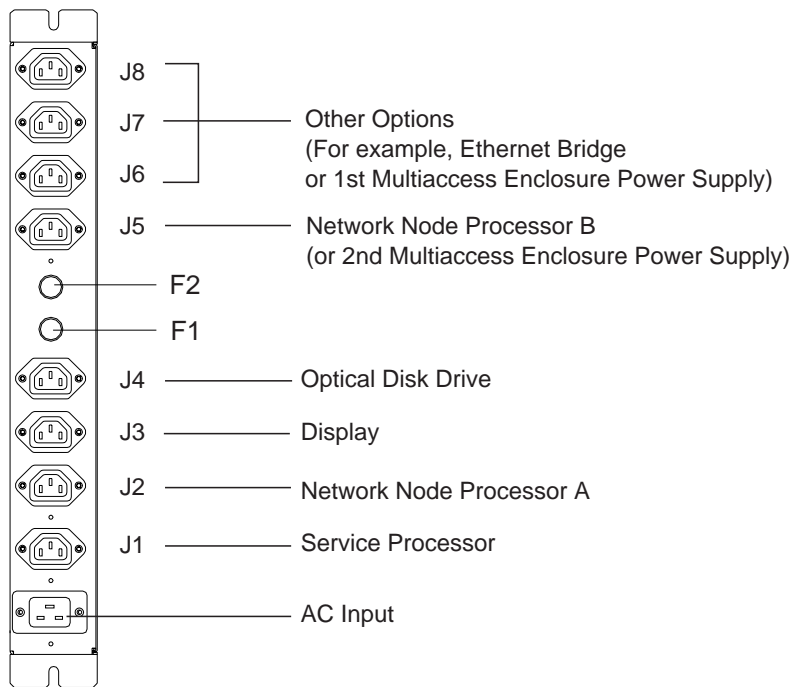 J8
J7
Other Options
(For example, Ethernet Bridge
or 1st Multiaccess Enclosure Power Supply)
J6
J5
Network Node Processor B
(or 2nd Multiaccess Enclosure Power Supply)
F2
F1
J4
Optical Disk Drive
J3
Display
J2
Network Node Processor A
J1
Service Processor
AC Input